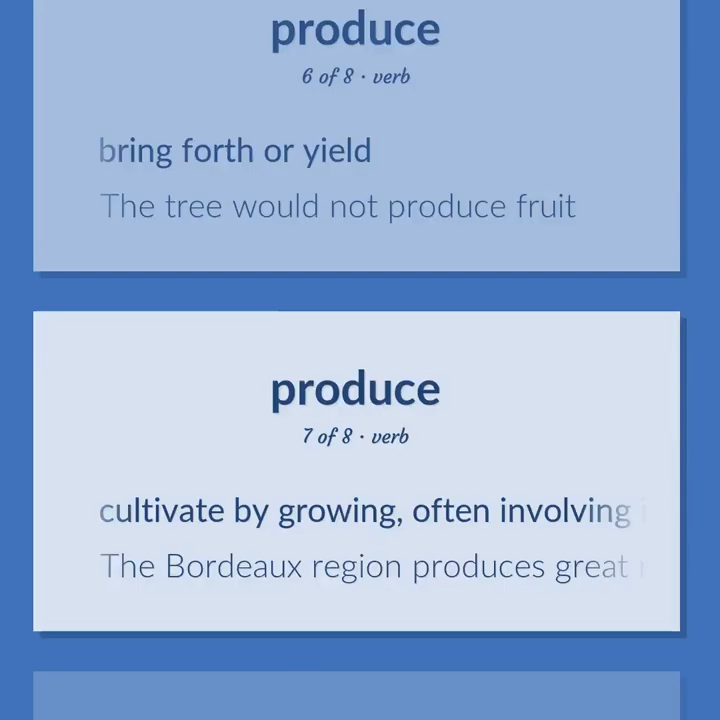 produce
6 of 8 · verb
bring forth or yield
The tree would not produce fruit
produce
7 of 8 · verb
cultivate by growing, often involving
The Bordeaux region produces great